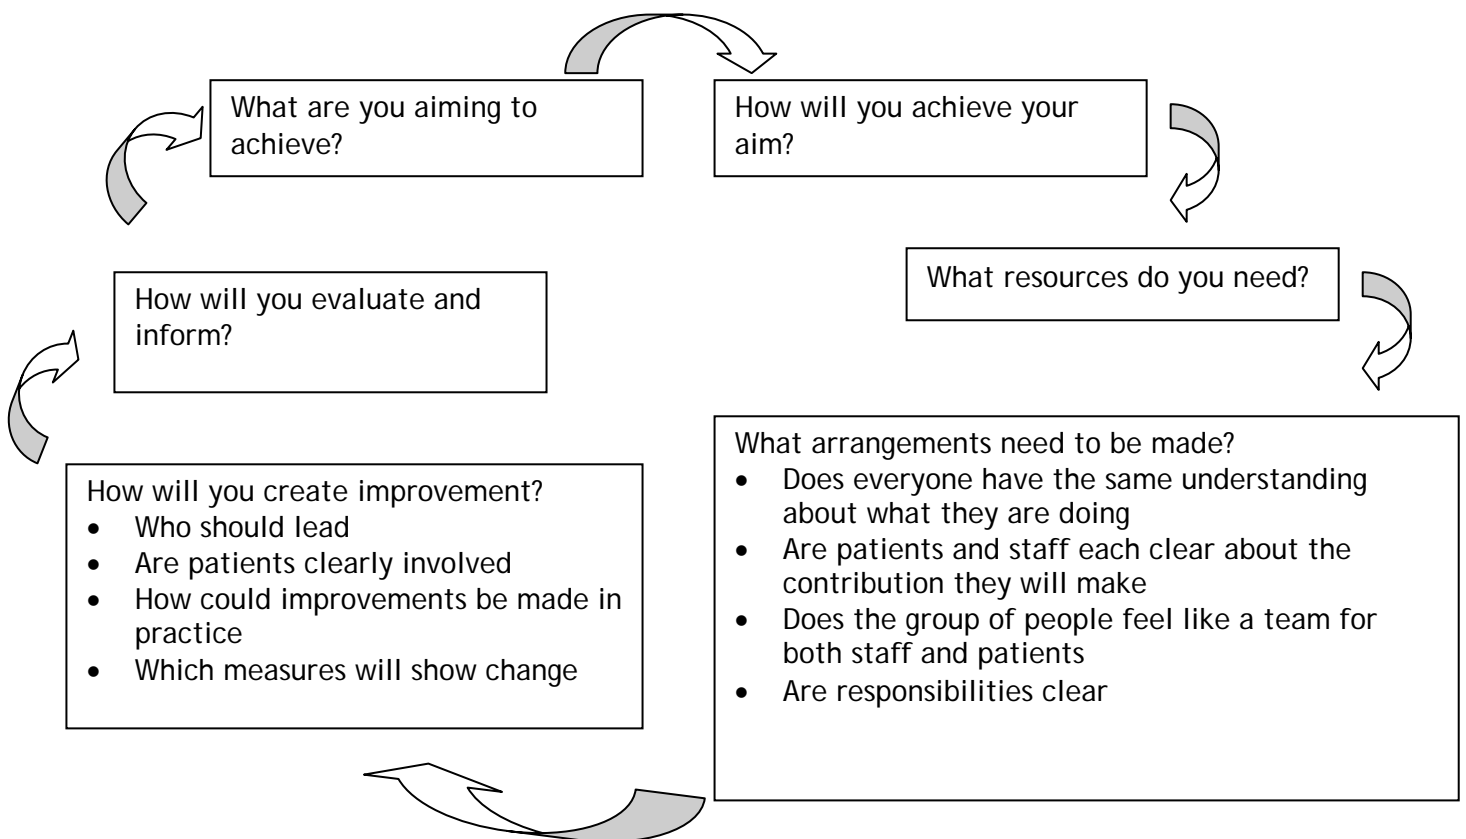 What are you aiming to
achieve?
How will you achieve your
aim?
What resources do you need?
What arrangements need to be made?
• Does everyone have the same understanding
about what they are doing
• Are patients and staff each clear about the
contribution they will make
• Does the group of people feel like a team for
both staff and patients
• Are responsibilities clear
How will you create improvement?
• Who should lead
• Are patients clearly involved
• How could improvements be made in
practice
• Which measures will show change
How will you evaluate and
inform?